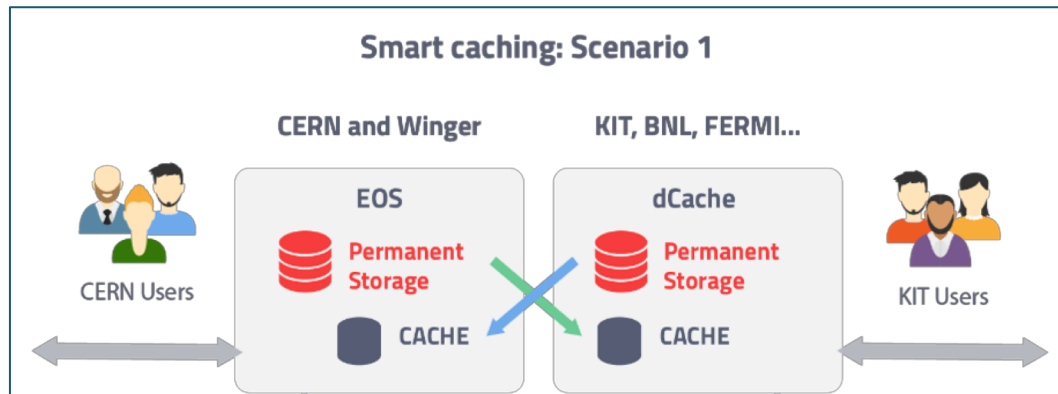 Smart caching: Scenario 1
CERN and Winger
KIT, BNL, FERMI...
EOS
dCache
Permanent
Storage
Permanent
Storage
CERN Users
KIT Users
CACHE
CACHE